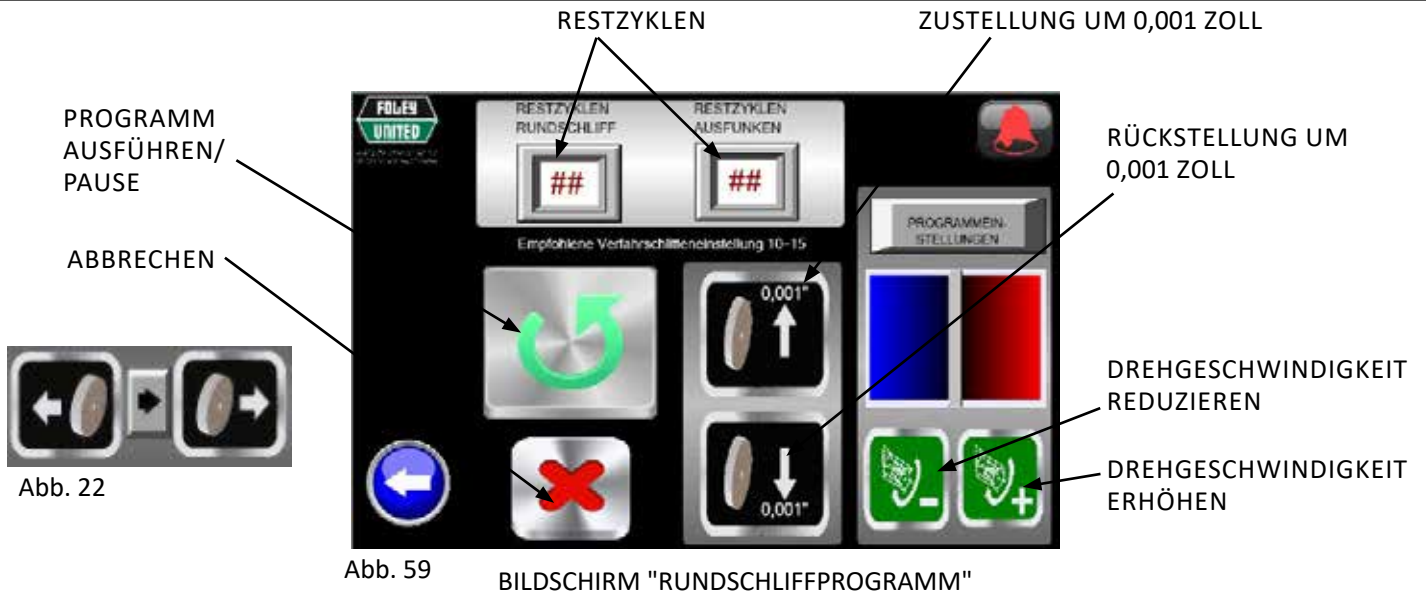 RESTZYKLEN
ZUSTELLUNG UM 0,001 ZOLL
PROGRAMM
AUSFÜHREN/
PAUSE
ABBRECHEN
Abb. 22
FOLEY
UNITED
RESTZYKLEN
RUNDSCHLIFF
RESTZYKLEN
AUSFUNKEN
##
##
Empfohlene Verfahrschlitteneinstellung 10-15
0,001"
0,001"
PROGRAMMEIN-
STELLUNGEN
-
+
RÜCKSTELLUNG UM
0,001 ZOLL
DREHGESCHWINDIGKEIT
REDUZIEREN
DREHGESCHWINDIGKEIT
ERHÖHEN
Abb. 59
BILDSCHIRM "RUNDSCHLIFFPROGRAMM"